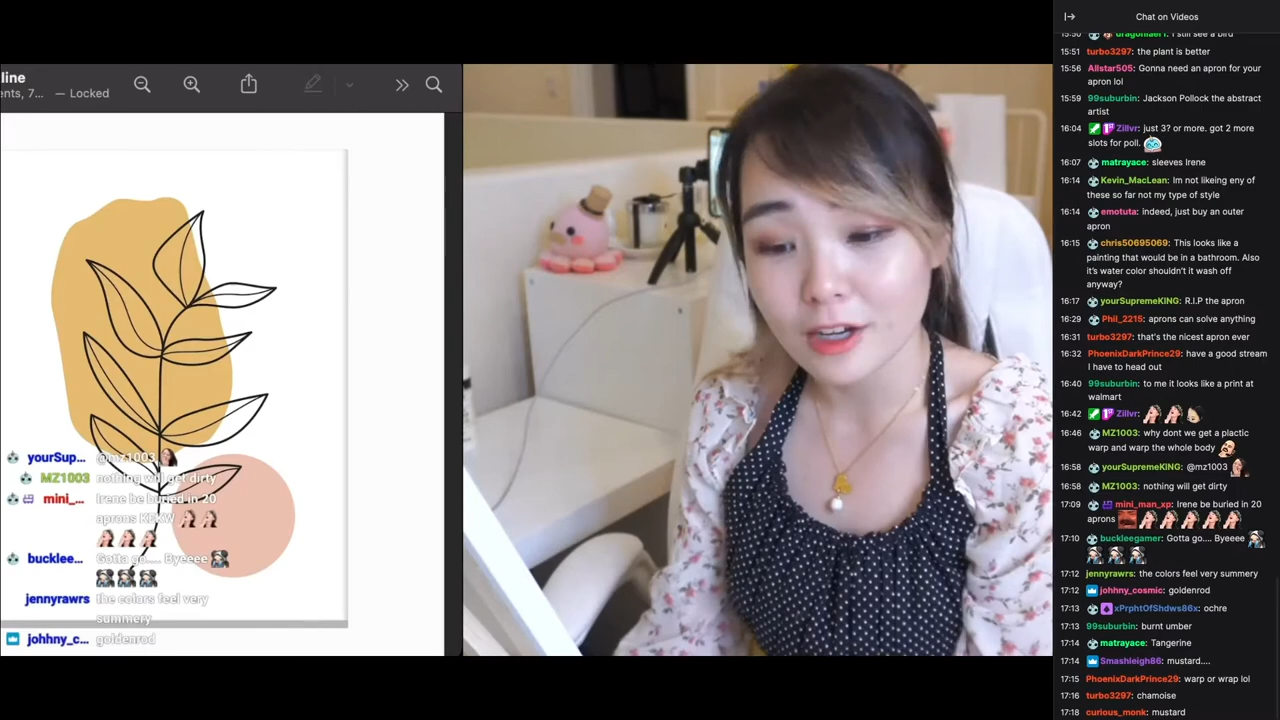 line
ents, 7... — Locked
yourSup... @mz1003
MZ1003 nothing will get dirty
mini_... Irene be buried in 20
aprons KEKW
bucklee... Gotta go.... Byeeee
jennyrawrs the colors feel very
summery
johhny_c... goldenrod
Chat on Videos
15:50 dragonlaer1: I still see a bird
15:51 turbo3297: the plant is better
15:56 Allstar505: Gonna need an apron for your
apron lol
15:59 99suburbin: Jackson Pollock the abstract
artist
16:04 Zillvr: just 3? or more. got 2 more
slots for poll.
16:07 matrayace: sleeves Irene
16:14 Kevin_MacLean: Im not likeing eny of
these so far not my type of style
16:14 emotuta: indeed, just buy an outer
apron
16:15 chris50695069: This looks like a
painting that would be in a bathroom. Also
it's water color shouldn't it wash off
anyway?
16:17 yourSupremeKING: R.I.P the apron
16:29 Phil_2215: aprons can solve anything
16:31 turbo3297: that's the nicest apron ever
16:32 PhoenixDarkPrince29: have a good stream
I have to head out
16:40 99suburbin: to me it looks like a print at
walmart
16:42 Zillvr:
16:46 MZ1003: why dont we get a plactic
warp and warp the whole body
16:58 yourSupremeKING: @mz1003
16:58 MZ1003: nothing will get dirty
17:09 mini_man_xp: Irene be buried in 20
aprons
17:10 buckleegamer: Gotta go.... Byeeee
17:12 jennyrawrs: the colors feel very summery
17:12 johhny_cosmic: goldenrod
17:13 xPrphtOfShdws86x: ochre
17:13 99suburbin: burnt umber
17:14 matrayace: Tangerine
17:14 Smashleigh86: mustard....
17:15 PhoenixDarkPrince29: warp or wrap lol
17:16 turbo3297: chamoise
17:18 curious_monk: mustard